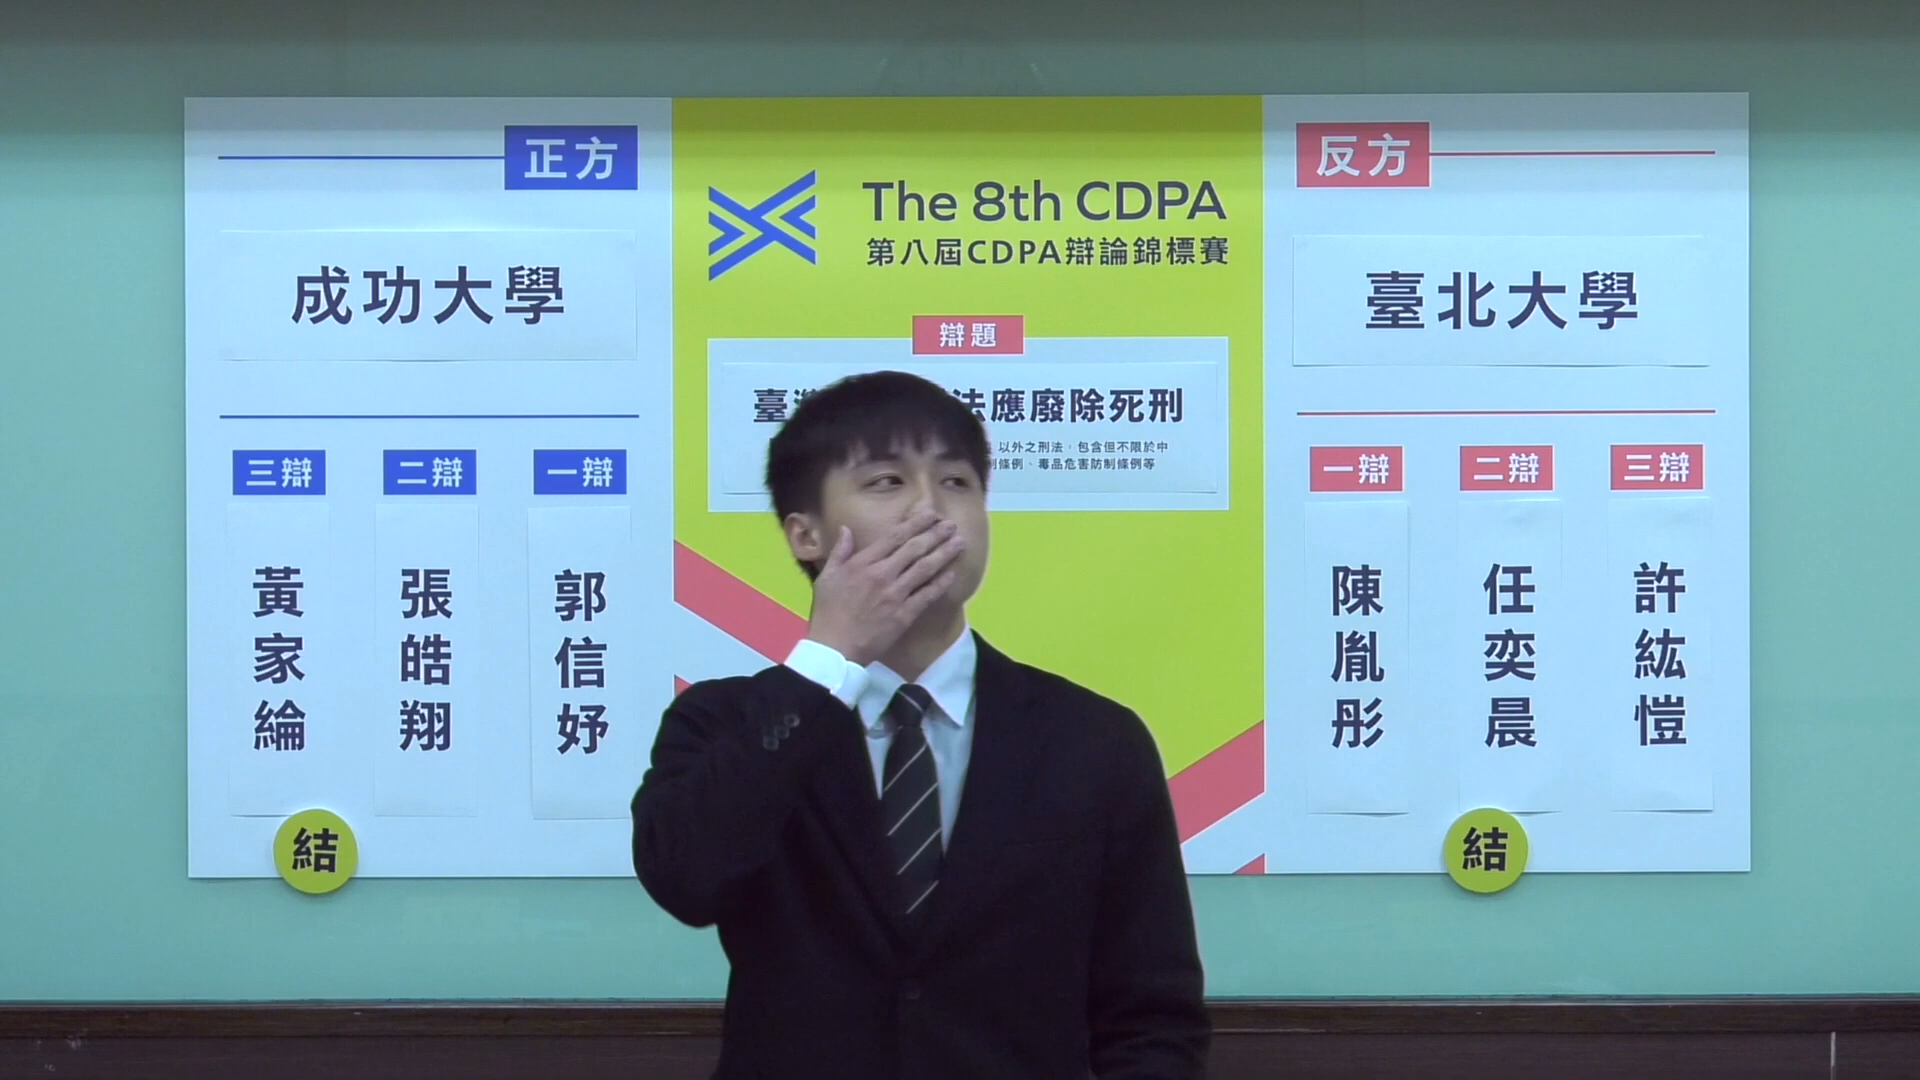 正方
成功大學
三辯
二辯
一辯
黃家綸
張皓翔
郭信妤
結
The 8th CDPA
第八屆CDPA辯論錦標賽
辯題
臺
法應廢除死刑
以外之刑法,包含但不限於中
制條例、毒品危害防制條例等
反方
臺北大學
一辯
二辯
三辯
陳胤彤
任奕晨
許紘愷
結